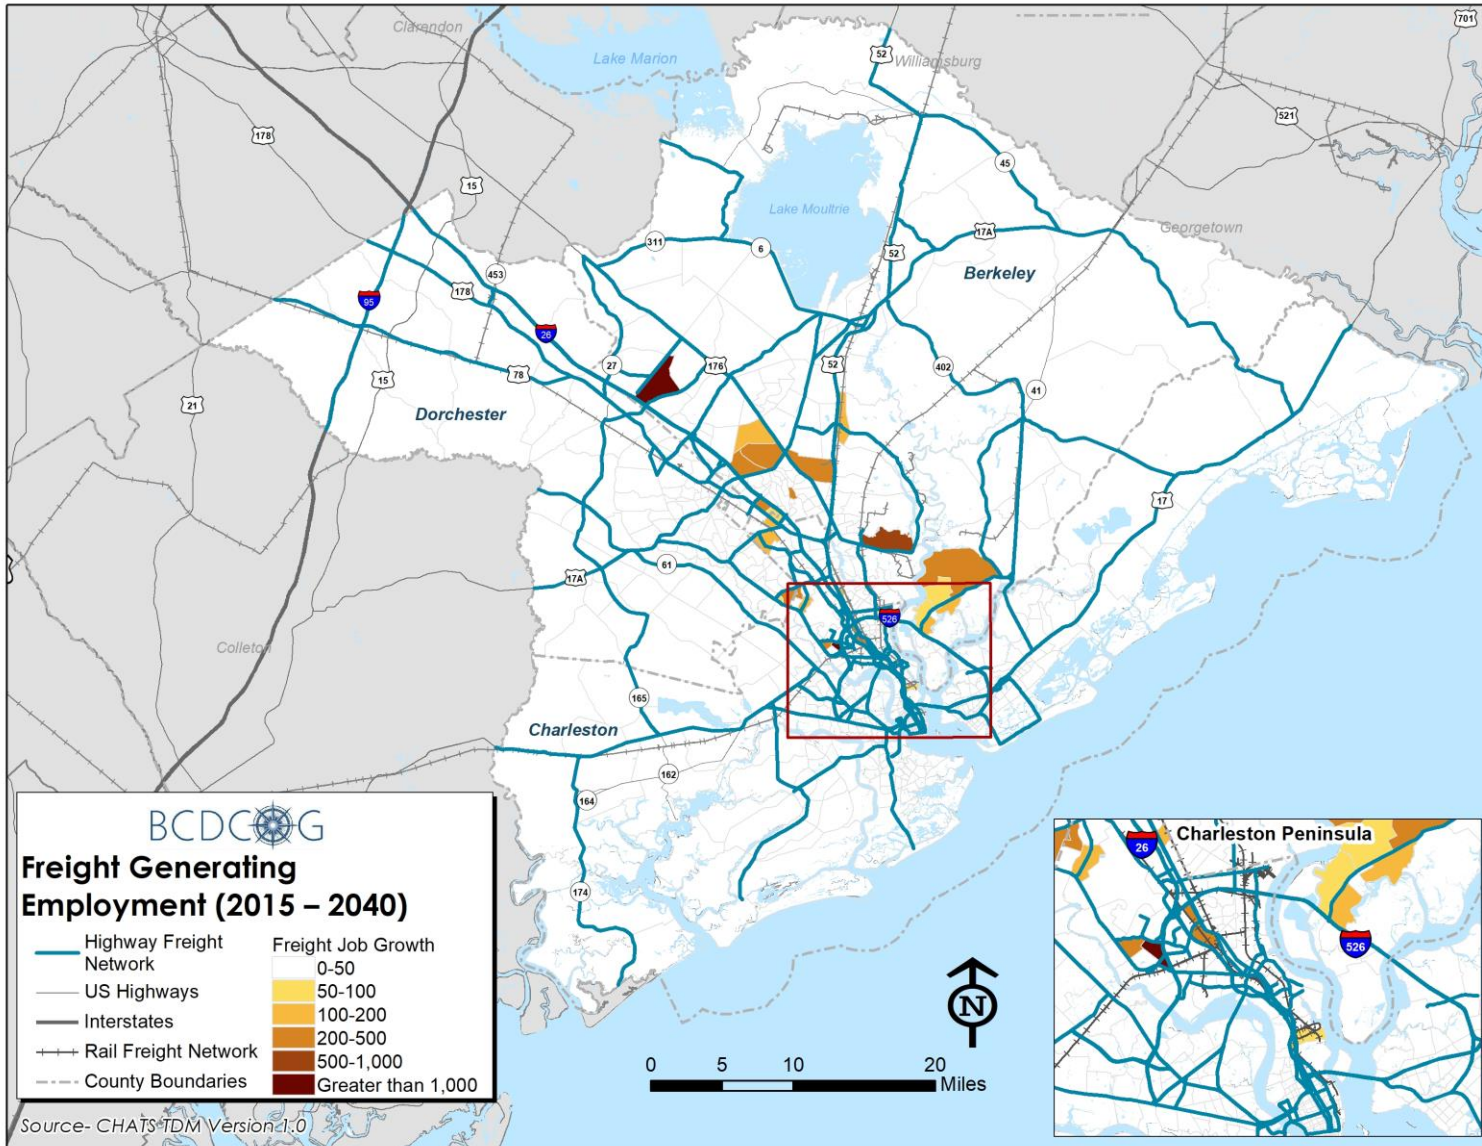 701
Clarendon
Lake Marion
52
Williamsburg
178
521
15
45
Lake Moultrie
Georgetown
17A
311
6
52
Berkeley
453
178
95
26
52
402
27
176
15
78
41
21
Dorchester
17
61
17A
526
Colleton
165
Charleston
162
164
174
BCDCOG
Freight Generating
Employment (2015 – 2040)
Highway Freight
Network
US Highways
Interstates
Rail Freight Network
County Boundaries
Freight Job Growth
0-50
50-100
100-200
200-500
500-1,000
Greater than 1,000
Source- CHATS TDM Version 1.0
N
0 5 10 20
Miles
Charleston Peninsula
26
526